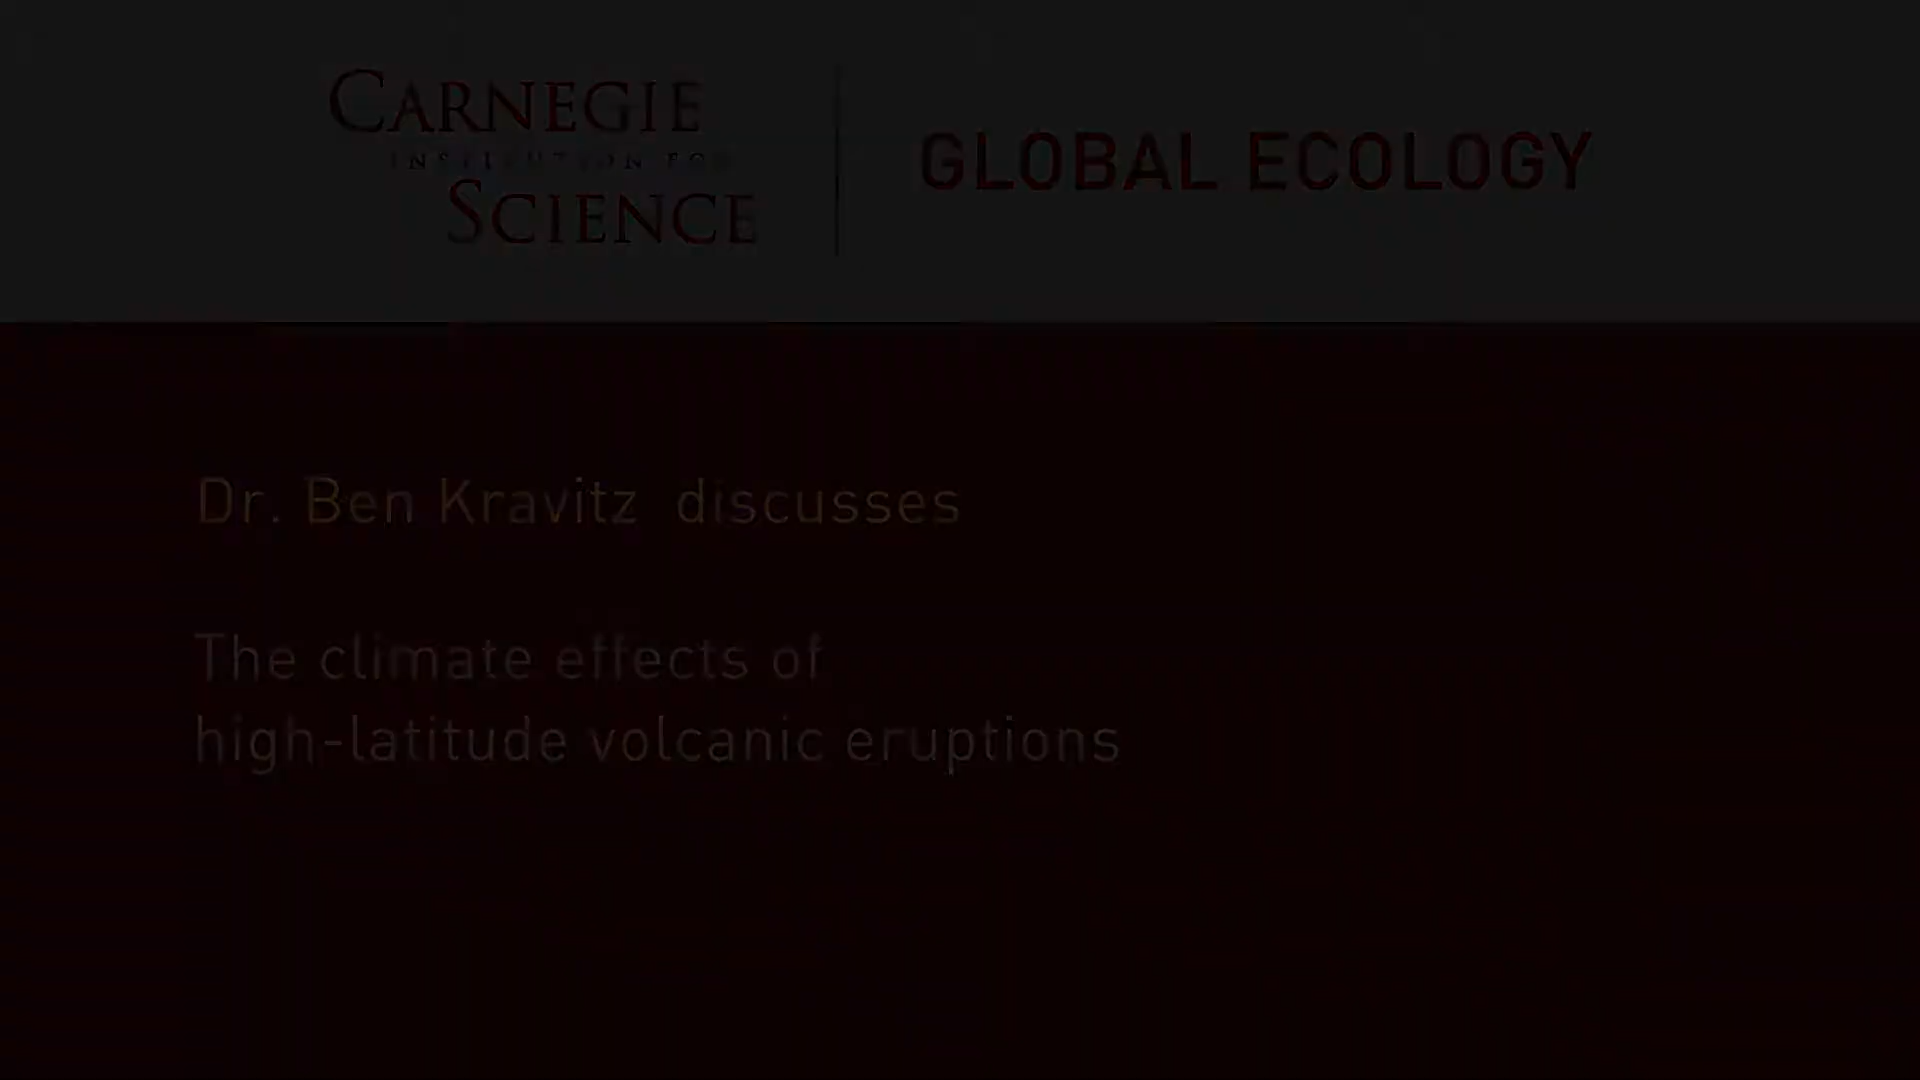 CARNEGIE
INSTITUTION FOR
SCIENCE
GLOBAL ECOLOGY
Dr. Ben Kravitz discusses
The climate effects of
high-latitude volcanic eruptions